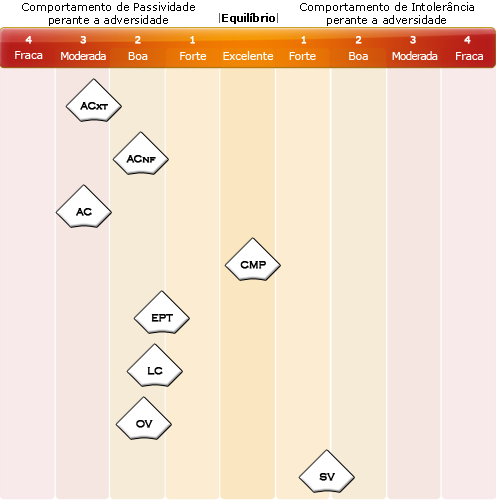 Comportamento de Passividade
perante a adversidade
|Equilíbrio|
Comportamento de Intolerância
perante a adversidade
4 3 2 1 1 2 3 4
Fraca Moderada Boa Forte Excelente Forte Boa Moderada Fraca
ACXT
ACNF
AC
CMP
EPT
LC
OV
SV